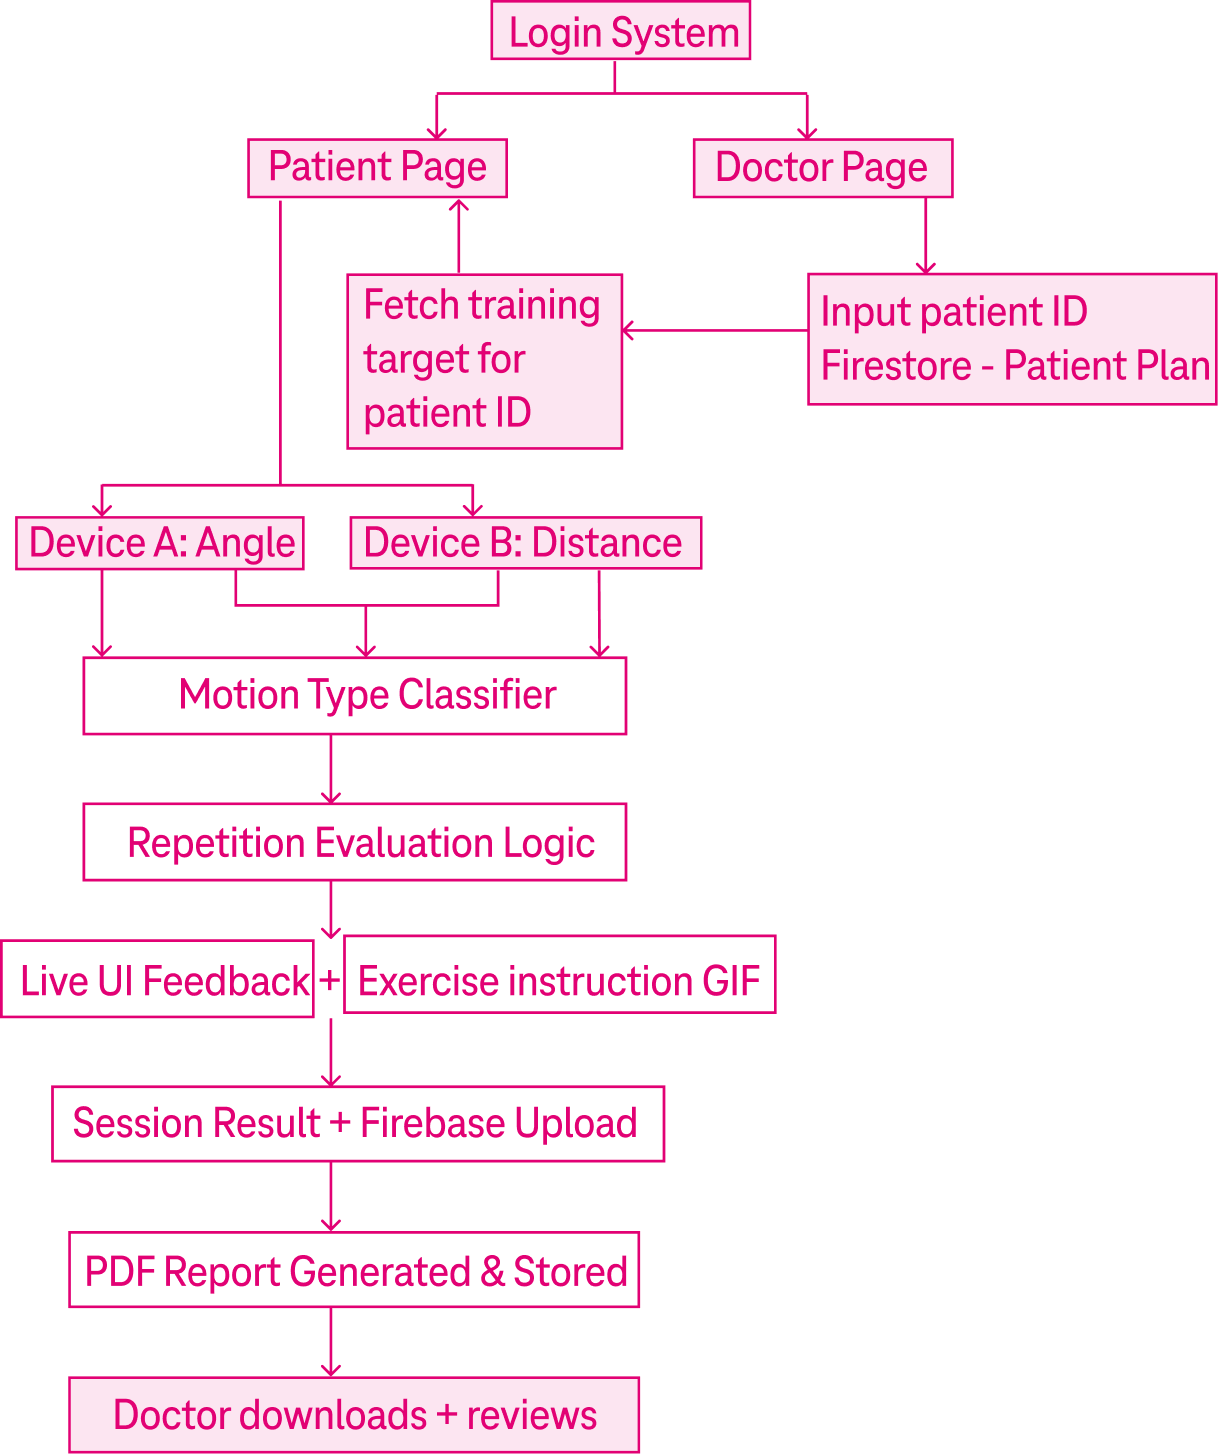 Login System
Patient Page
Doctor Page
Fetch training
target for
patient ID
Input patient ID
Firestore - Patient Plan
Device A: Angle
Device B: Distance
Motion Type Classifier
Repetition Evaluation Logic
Live UI Feedback + Exercise instruction GIF
Session Result + Firebase Upload
PDF Report Generated & Stored
Doctor downloads + reviews